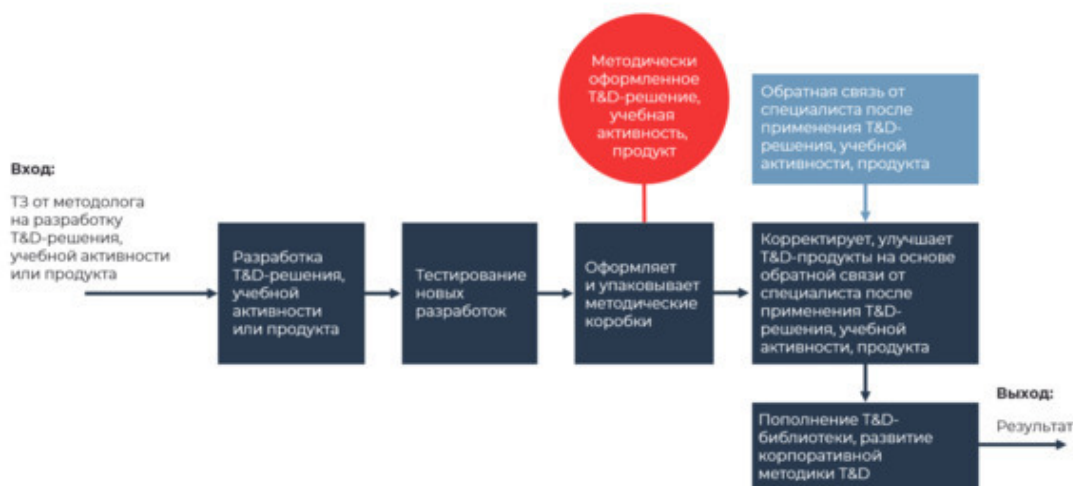 Методически
оформленное
T&D-решение,
учебная
активность,
продукт
Обратная связь от
специалиста после
применения T&D-
решения, учебной
активности, продукта
Вход:
ТЗ от методолога
на разработку
T&D-решения,
учебной активности
или продукта
Разработка
T&D-решения,
учебной
активности
или продукта
Тестирование
новых
разработок
Оформляет
и упаковывает
методические
коробки
Корректирует, улучшает
T&D-продукты на основе
обратной связи от
специалиста после
применения T&D-
решения, учебной
активности, продукта
Пополнение T&D-
библиотеки, развитие
корпоративной
методики T&D
Выход:
Результат